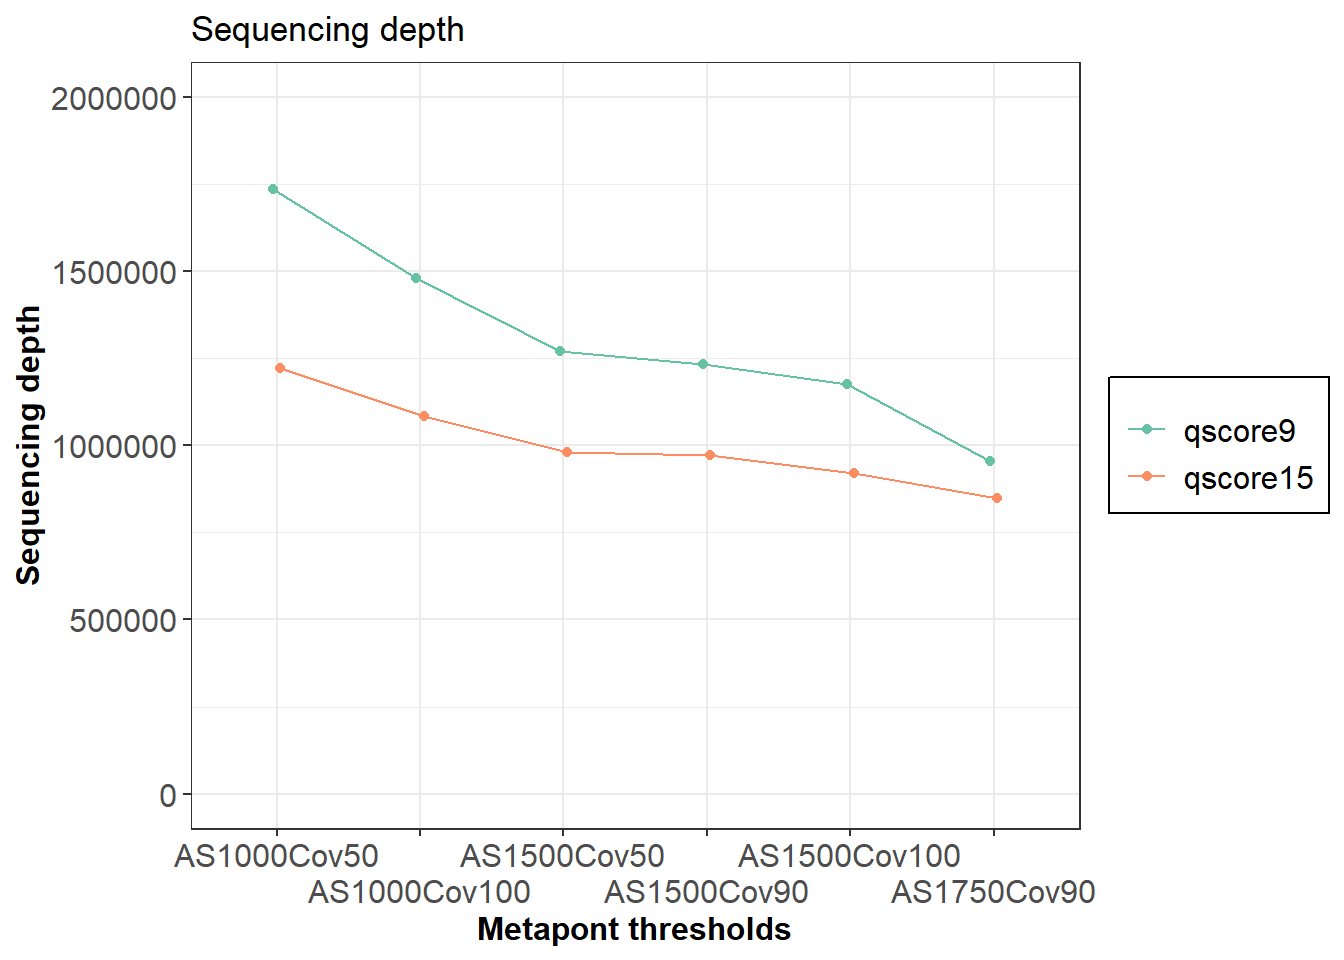 Sequencing depth
Sequencing depth
2000000
1500000
1000000
500000
0
AS1000Cov50
AS1000Cov100
AS1500Cov50
AS1500Cov90
AS1500Cov100
AS1750Cov90
Metapont thresholds
qscore9
qscore15